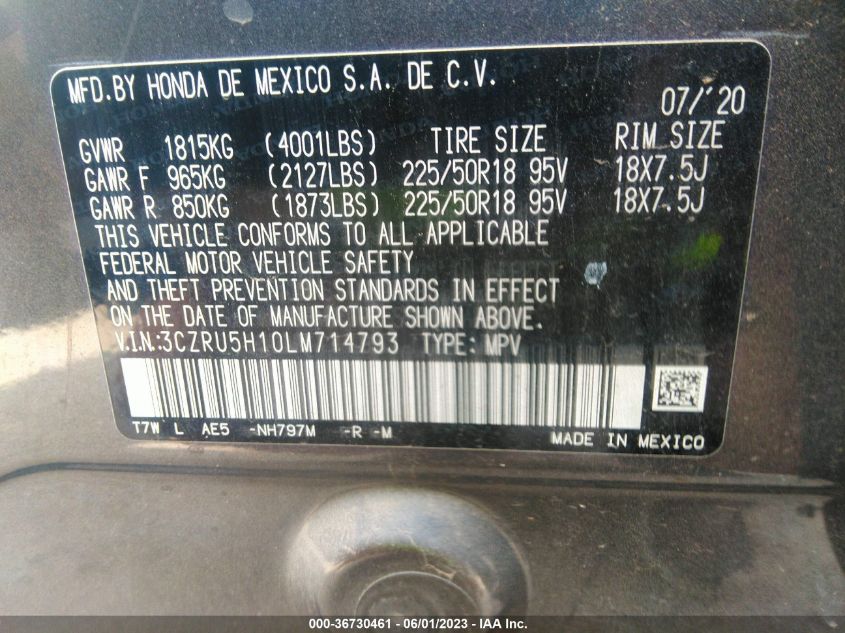 MFD.BY HONDA DE MEXICO S.A. DE C.V.
07/'20
GVWR 1815KG (4001LBS) TIRE SIZE RIM SIZE
GAWR F 965KG (2127LBS) 225/50R18 95V 18X7.5J
GAWR R 850KG (1873LBS) 225/50R18 95V 18X7.5J
THIS VEHICLE CONFORMS TO ALL APPLICABLE
FEDERAL MOTOR VEHICLE SAFETY
AND THEFT PREVENTION STANDARDS IN EFFECT
ON THE DATE OF MANUFACTURE SHOWN ABOVE.
V.I.N.:3CZRU5H10LM714793 TYPE: MPV
T7W L AE5 -NH797M -R -M MADE IN MEXICO
000-36730461 - 06/01/2023 - IAA Inc.